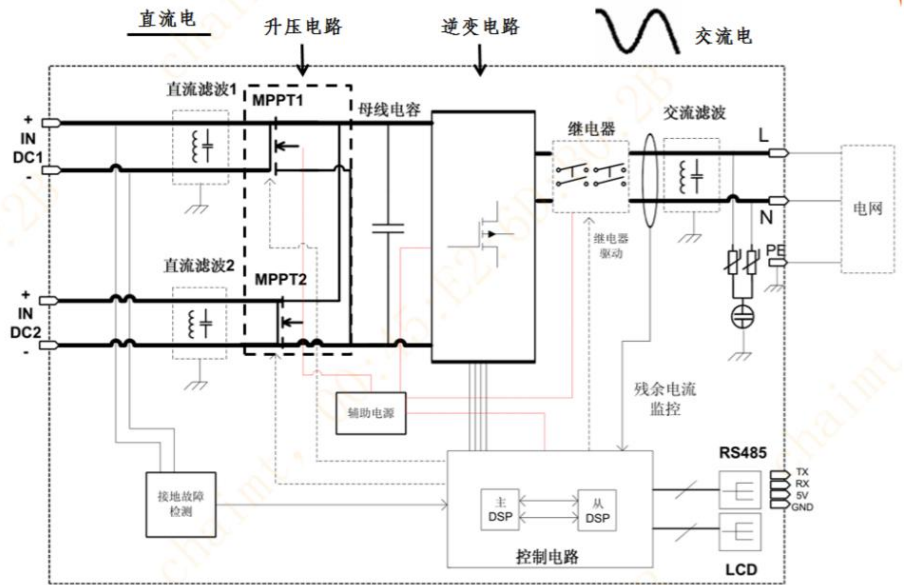 直流电
升压电路
逆变电路
交流电
直流滤波1
MPPT1
母线电容
继电器
交流滤波
+
IN
DC1
-
L
N
PE
电网
继电器
驱动
直流滤波2
MPPT2
+
IN
DC2
-
残余电流
监控
辅助电源
接地故障
检测
主
DSP
从
DSP
控制电路
RS485
TX
RX
5V
GND
LCD